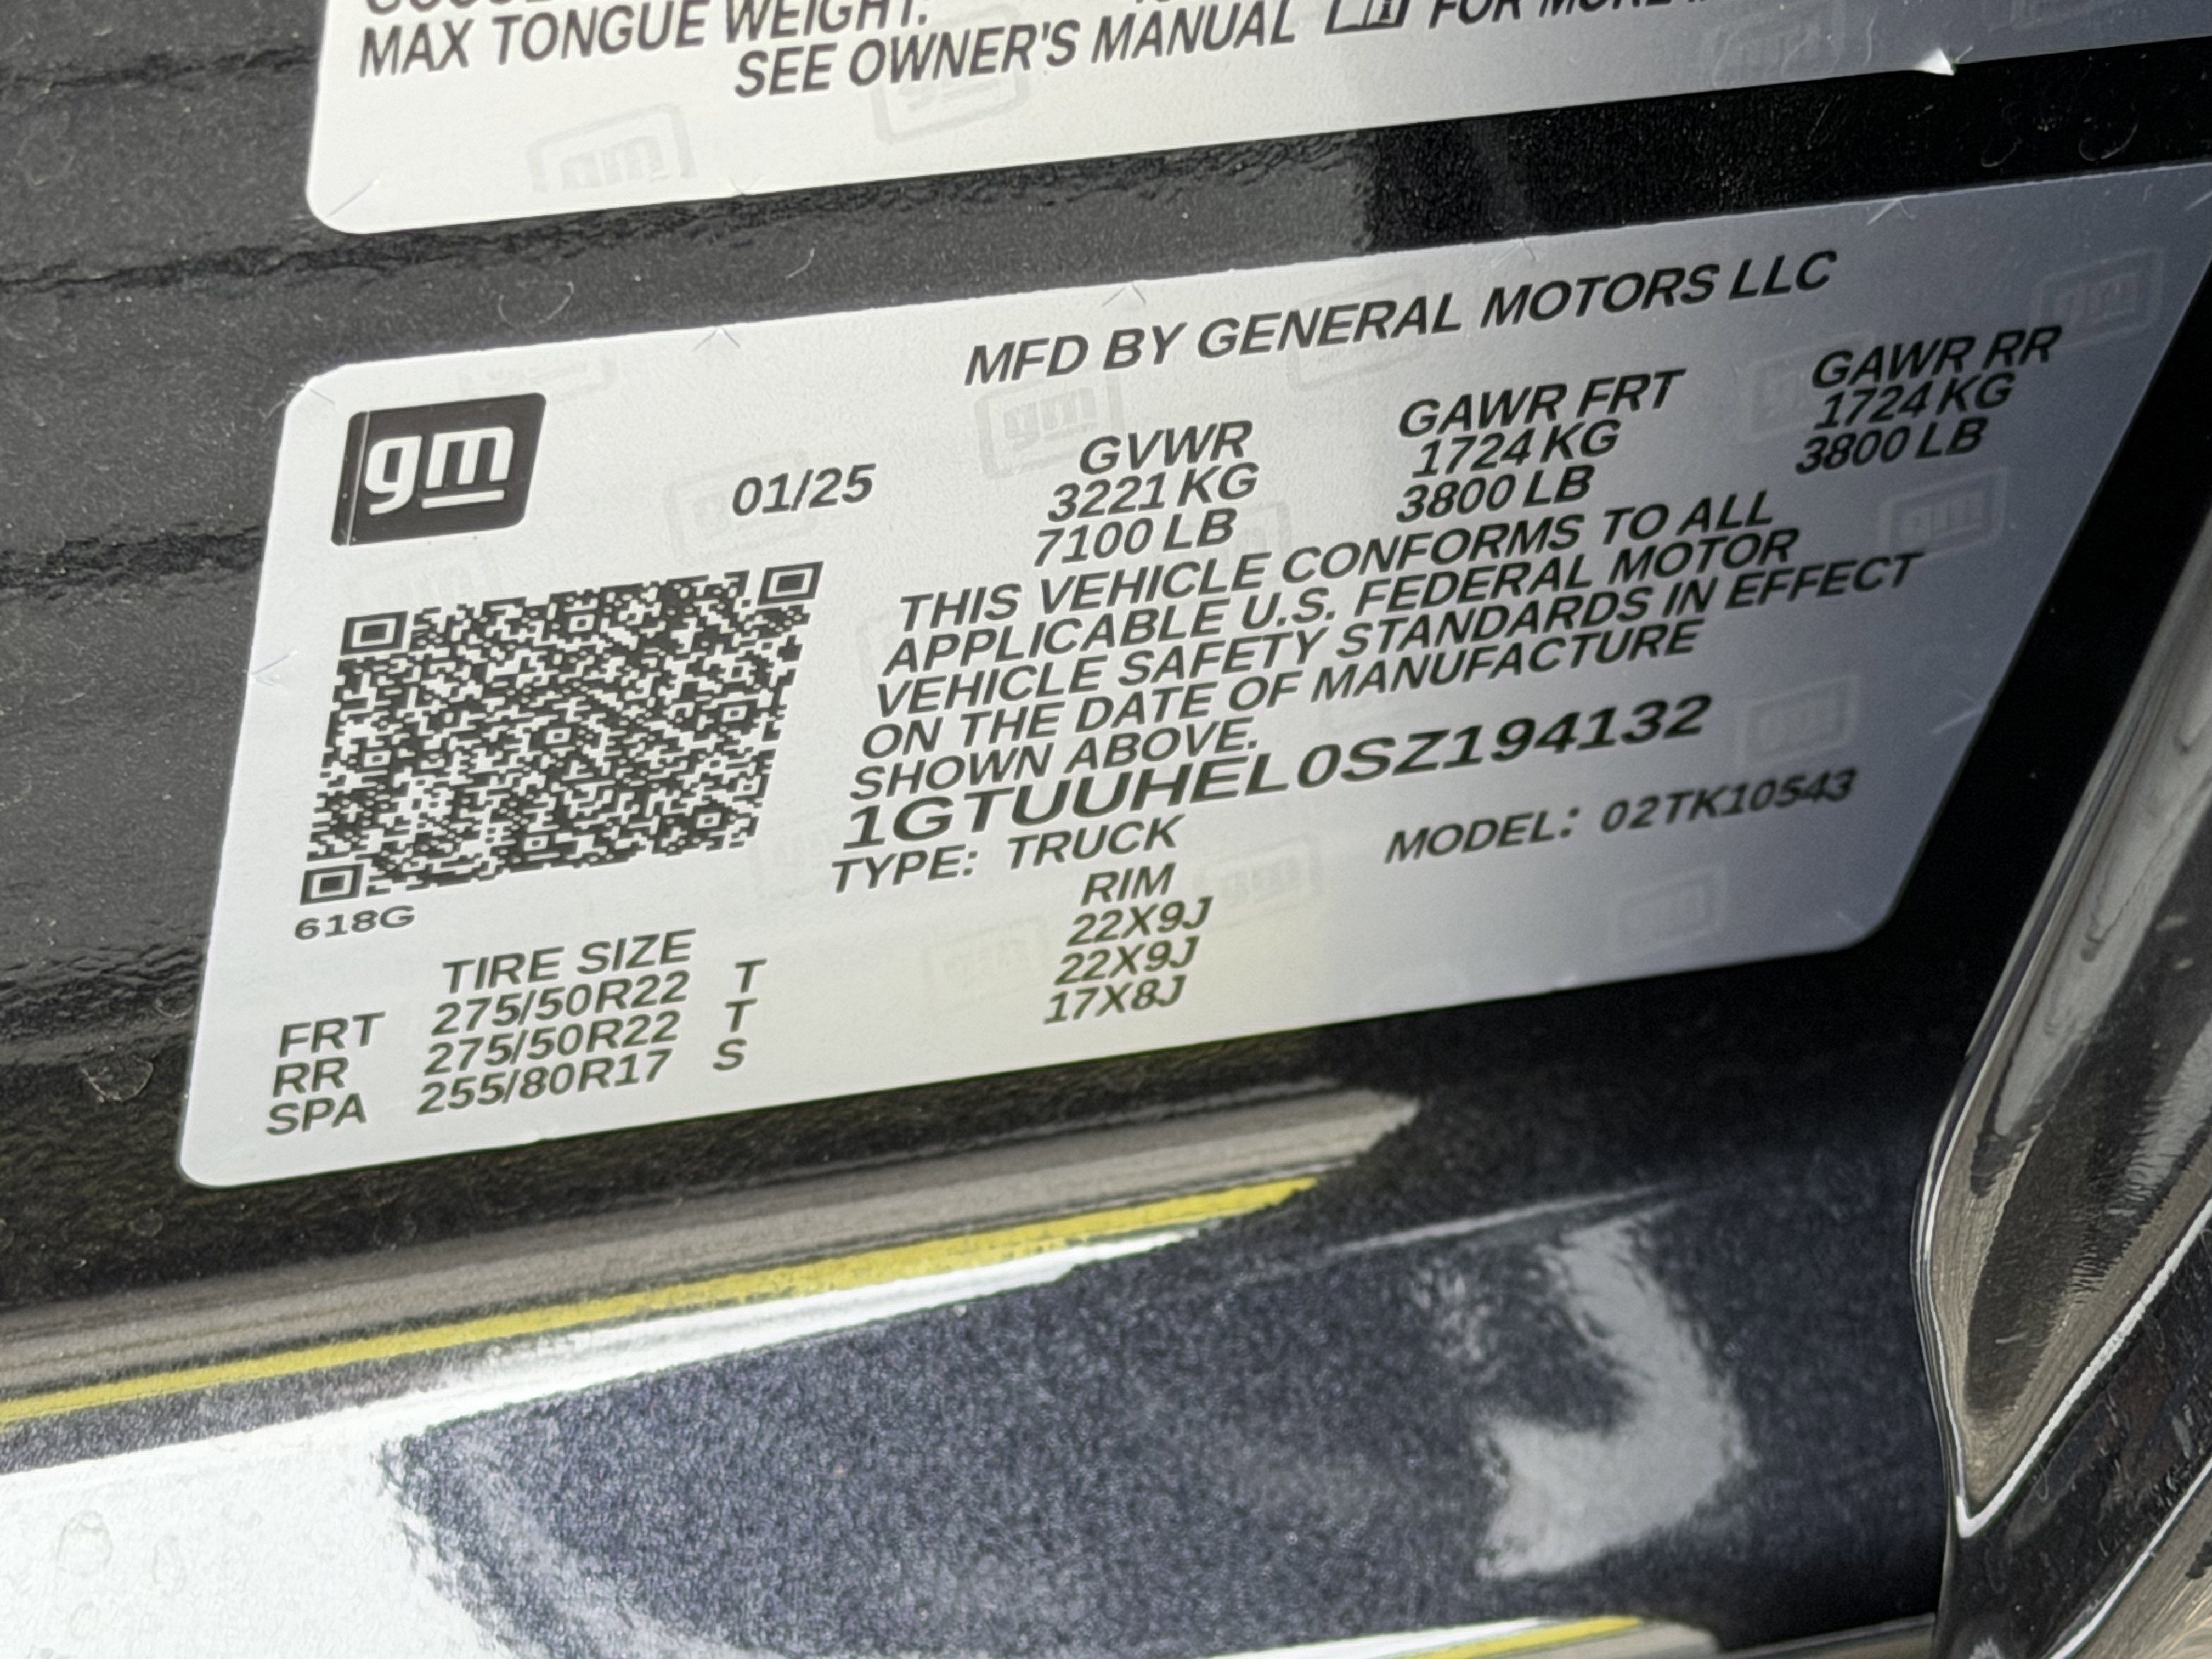 MAX TONGUE WEIGHT:
SEE OWNER'S MANUAL FOR MORE
MFD BY GENERAL MOTORS LLC
gm
01/25
GVWR GAWR FRT GAWR RR
3221 KG 1724 KG 1724 KG
7100 LB 3800 LB 3800 LB
THIS VEHICLE CONFORMS TO ALL
APPLICABLE U.S. FEDERAL MOTOR
VEHICLE SAFETY STANDARDS IN EFFECT
ON THE DATE OF MANUFACTURE
SHOWN ABOVE.
1GTUUHEL0SZ194132
TYPE: TRUCK MODEL: 02TK10543
618G
TIRE SIZE RIM
FRT 275/50R22 T 22X9J
RR 275/50R22 T 22X9J
SPA 255/80R17 S 17X8J